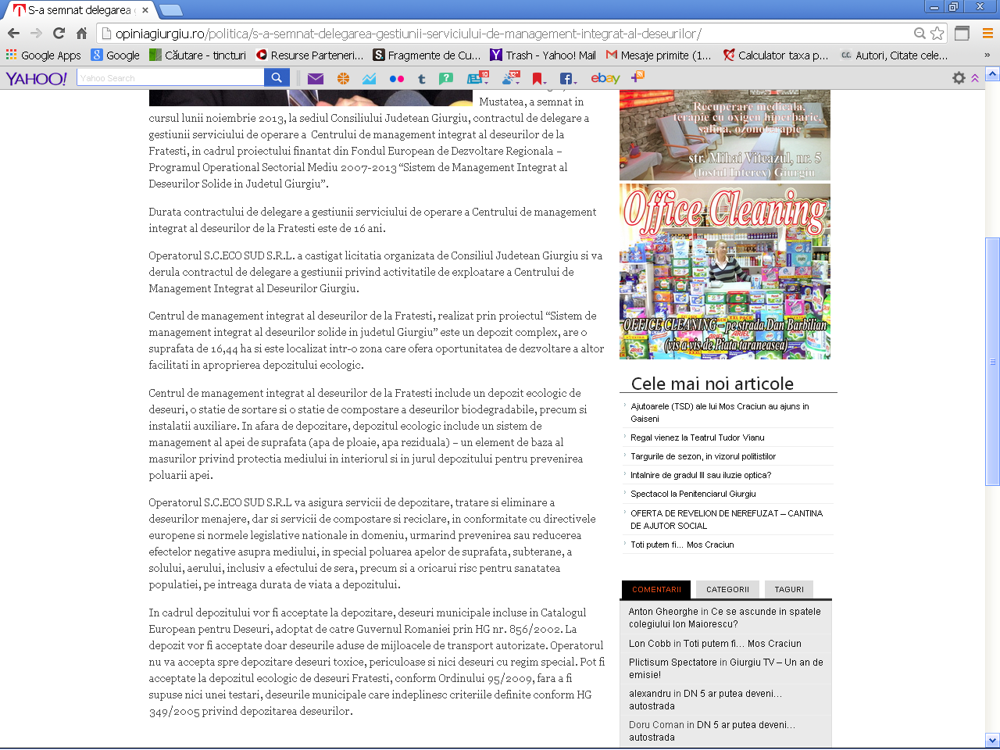 S-a semnat delegarea
opiniagiurgiu.ro/politica/s-a-semnat-delegarea-gestiunii-serviciului-de-management-integrat-al-deseurilor/
Google Apps
Google
Căutare - tincturi
Resurse Parteneri...
Fragmente de Cu...
Trash - Yahoo! Mail
Mesaje primite (1...
Calculator taxa p...
Autori, Citate cele...
»
YAHOO!
Yahoo Search
10
32*
ebay
Mustatea, a semnat in
cursul lunii noiembrie 2013, la sediul Consiliului Judetean Giurgiu, contractul de delegare a
gestiunii serviciului de operare a  Centrului de management integrat al deseurilor de la
Fratesti, in cadrul proiectului finantat din Fondul European de Dezvoltare Regionala –
Programul Operational Sectorial Mediu 2007-2013 “Sistem de Management Integrat al
Deseurilor Solide in Judetul Giurgiu”.
Durata contractului de delegare a gestiunii serviciului de operare a Centrului de management
integrat al deseurilor de la Fratesti este de 16 ani.
Operatorul S.C.ECO SUD S.R.L. a castigat licitatia organizata de Consiliul Judetean Giurgiu si va
derula contractul de delegare a gestiunii privind activitatile de exploatare a Centrului de
Management Integrat al Deseurilor Giurgiu.
Centrul de management integrat al deseurilor de la Fratesti, realizat prin proiectul “Sistem de
management integrat al deseurilor solide in judetul Giurgiu” este un depozit complex, are o
suprafata de 16,44 ha si este localizat intr-o zona care ofera oportunitatea de dezvoltare a altor
facilitati in aproprierea depozitului ecologic.
Centrul de management integrat al deseurilor de la Fratesti include un depozit ecologic de
deseuri, o statie de sortare si o statie de compostare a deseurilor biodegradabile, precum si
instalatii auxiliare. In afara de depozitare, depozitul ecologic include un sistem de
management al apei de suprafata (apa de ploaie, apa reziduala) – un element de baza al
masurilor privind protectia mediului in interiorul si in jurul depozitului pentru prevenirea
poluarii apei.
Operatorul S.C.ECO SUD S.R.L va asigura servicii de depozitare, tratare si eliminare a
deseurilor menajere, dar si servicii de compostare si reciclare, in conformitate cu directivele
europene si normele legislative nationale in domeniu, urmarind prevenirea sau reducerea
efectelor negative asupra mediului, in special poluarea apelor de suprafata, subterane, a
solului, aerului, inclusiv a efectului de sera, precum si a oricarui risc pentru sanatatea
populatiei, pe intreaga durata de viata a depozitului.
In cadrul depozitului vor fi acceptate la depozitare, deseuri municipale incluse in Catalogul
European pentru Deseuri, adoptat de catre Guvernul Romaniei prin HG nr. 856/2002. La
depozit vor fi acceptate doar deseurile aduse de mijloacele de transport autorizate. Operatorul
nu va accepta spre depozitare deseuri toxice, periculoase si nici deseuri cu regim special. Pot fi
acceptate la depozitul ecologic de deseuri Fratesti, conform Ordinului 95/2009, fara a fi
supuse nici unei testari, deseurile municipale care indeplinesc criteriile definite conform HG
349/2005 privind depozitarea deseurilor.
Recuperare medicala,
terapie cu oxigen hiperbaric,
salina, ozonoterapie
str. Mihai Viteazul, nr. 5
(fostul Interex) Giurgiu
Office Cleaning
OFFICE CLEANING – pe strada Dan Barbilian
(vis a vis de Piata taraneasca)
Cele mai noi articole
Ajutoarele (TSD) ale lui Mos Craciun au ajuns in
Gaiseni
Regal vienez la Teatrul Tudor Vianu
Targurile de sezon, in vizorul politistilor
Intalnire de gradul III sau iluzie optica?
Spectacol la Penitenciarul Giurgiu
OFERTA DE REVELION DE NEREFUZAT – CANTINA
DE AJUTOR SOCIAL
Toti putem fi… Mos Craciun
COMENTARII CATEGORII TAGURI
Anton Gheorghe in Ce se ascunde in spatele
colegiului Ion Maiorescu?
Lon Cobb in Toti putem fi… Mos Craciun
Plictisum Spectatore in Giurgiu TV – Un an de
emisie!
alexandru in DN 5 ar putea deveni…
autostrada
Doru Coman in DN 5 ar putea deveni…
autostrada